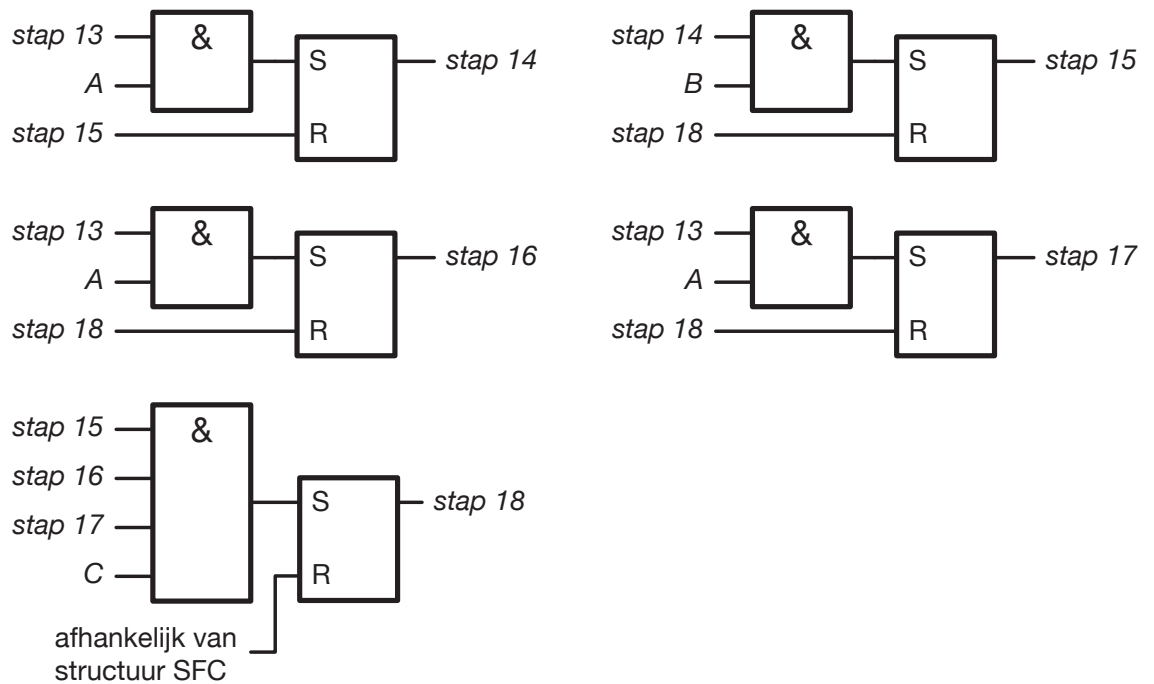 stap 13
&
S
stap 14
A
stap 15
R
stap 14
&
S
stap 15
B
stap 18
R
stap 13
&
S
stap 16
A
stap 18
R
stap 13
&
S
stap 17
A
stap 18
R
stap 15
&
stap 16
S
stap 18
stap 17
C
R
afhankelijk van
structuur SFC